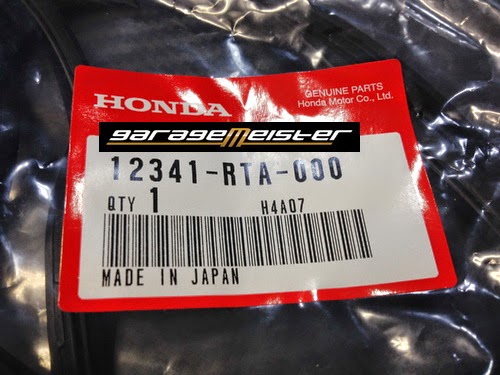 GENUINE PARTS
HONDA Honda Motor Co., Ltd.
garagemeister
12341-RTA-000
QTY 1 H4A07
MADE IN JAPAN